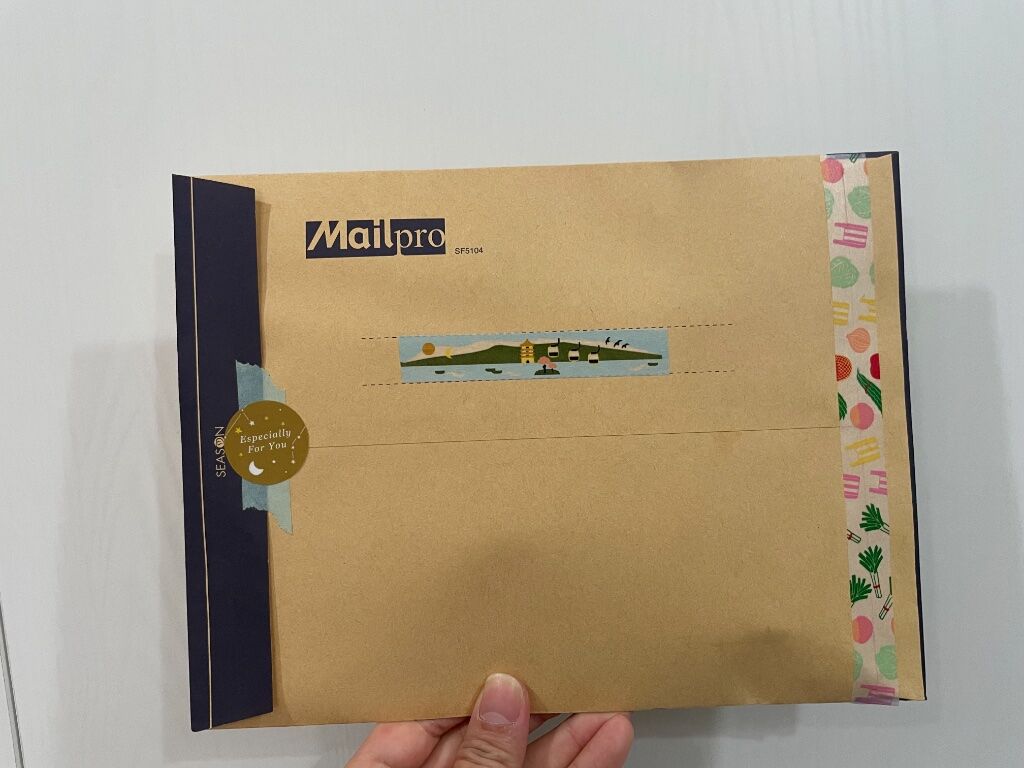 Mailpro
SF5104
SEASON
Especially
For You